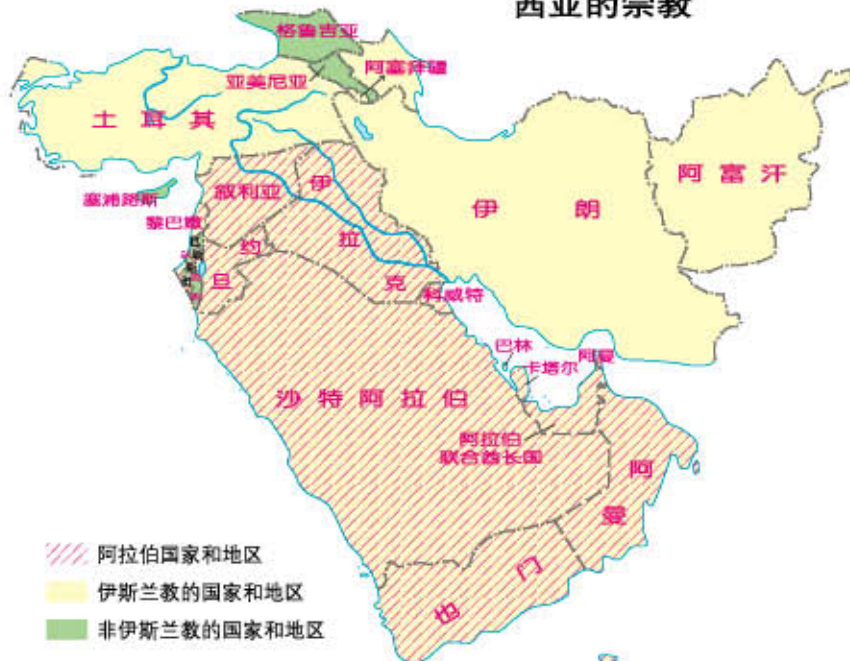 西亚的崇教
格鲁吉亚
亚美尼亚
阿塞拜疆
土耳其
塞浦路斯
黎巴嫩
叙利亚
伊拉克
约旦
伊朗
阿富汗
科威特
巴林
卡塔尔
阿曼
沙特阿拉伯
阿拉伯
联合酋长国
阿曼
也门
阿拉伯国家和地区
伊斯兰教的国家和地区
非伊斯兰教的国家和地区